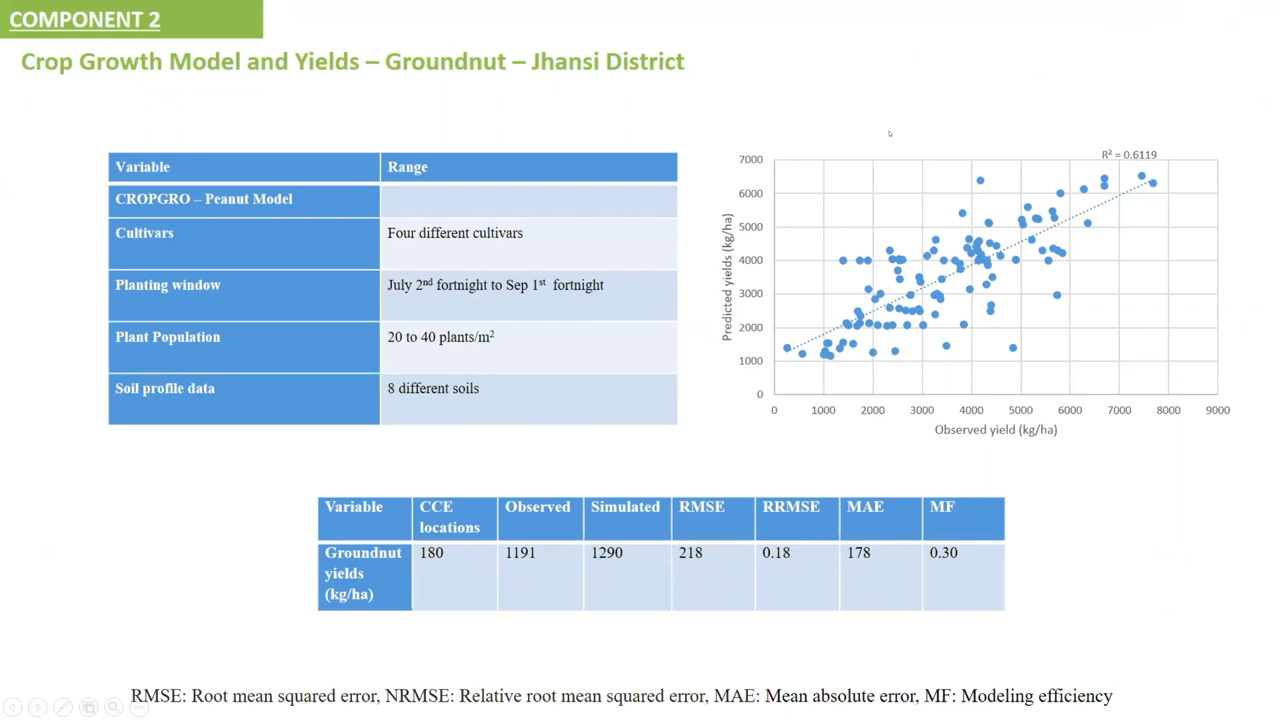 COMPONENT 2
Crop Growth Model and Yields – Groundnut – Jhansi District
Variable Range
CROPGRO – Peanut Model
Cultivars Four different cultivars
Planting window July 2nd fortnight to Sep 1st fortnight
Plant Population 20 to 40 plants/m2
Soil profile data 8 different soils
R² = 0.6119
7000
6000
5000
4000
3000
2000
1000
0
Predicted yields (kg/ha)
0 1000 2000 3000 4000 5000 6000 7000 8000 9000
Observed yield (kg/ha)
Variable CCE locations Observed Simulated RMSE RRMSE MAE MF
Groundnut yields (kg/ha) 180 1191 1290 218 0.18 178 0.30
RMSE: Root mean squared error, NRMSE: Relative root mean squared error, MAE: Mean absolute error, MF: Modeling efficiency